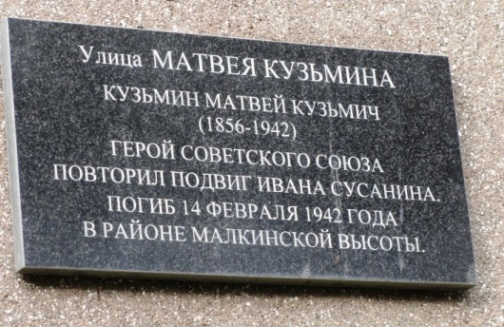 Улица МАТВЕЯ КУЗЬМИНА
КУЗЬМИН МАТВЕЙ КУЗЬМИЧ
(1856-1942)
ГЕРОЙ СОВЕТСКОГО СОЮЗА
ПОВТОРИЛ ПОДВИГ ИВАНА СУСАНИНА.
ПОГИБ 14 ФЕВРАЛЯ 1942 ГОДА
В РАЙОНЕ МАЛКИНСКОЙ ВЫСОТЫ.